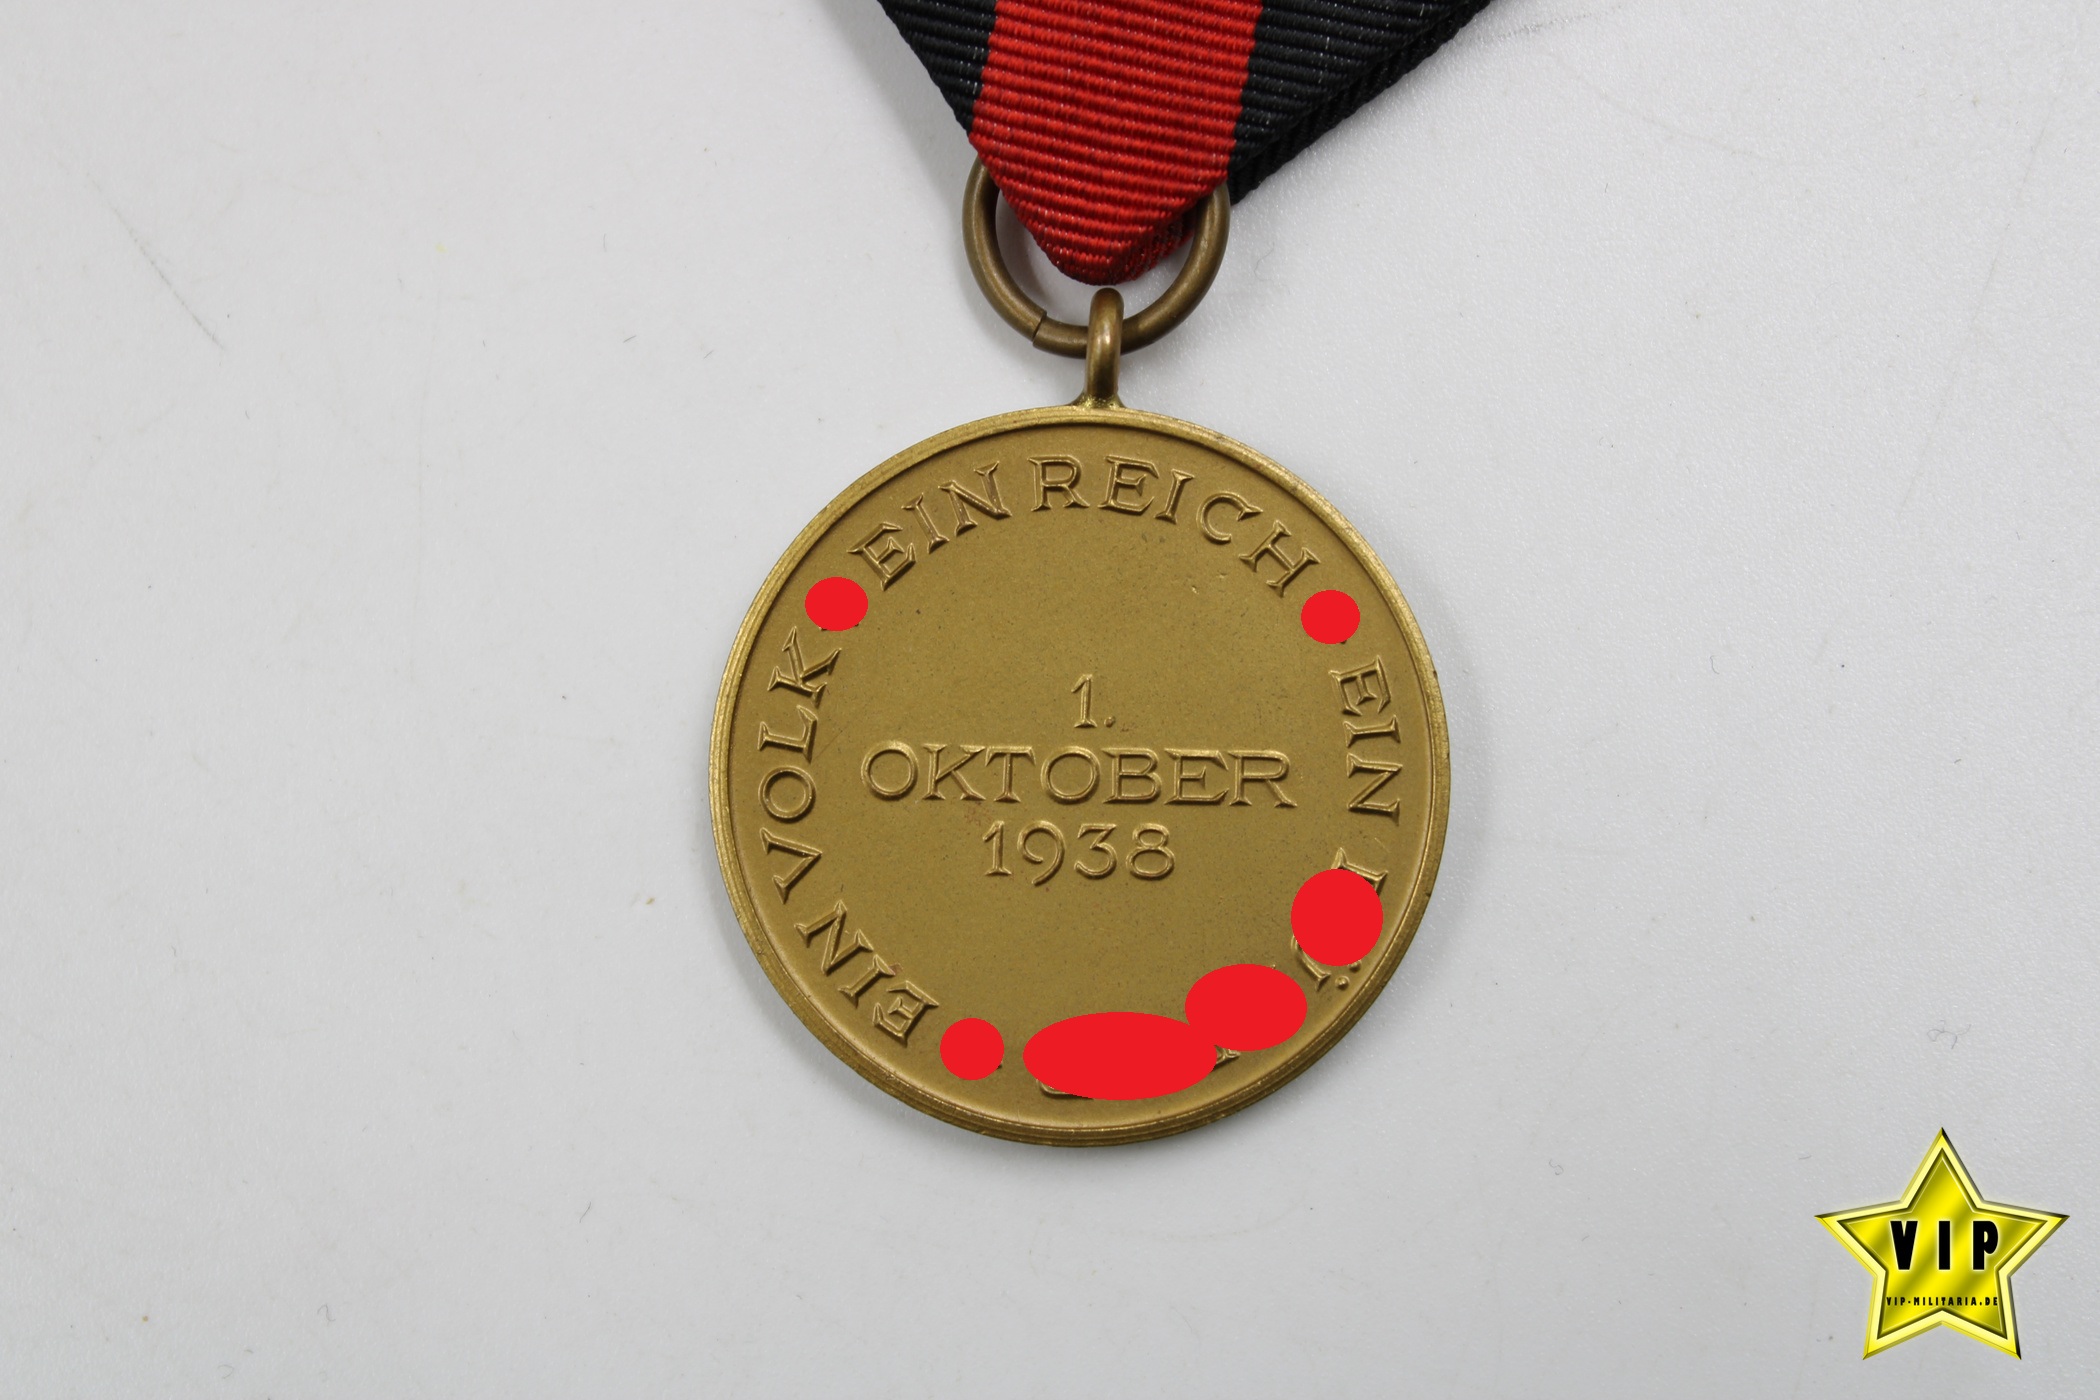 EIN VOLK EIN REICH EIN
1.
OKTOBER
1938
VIP
VIP-MILITARIA.DE